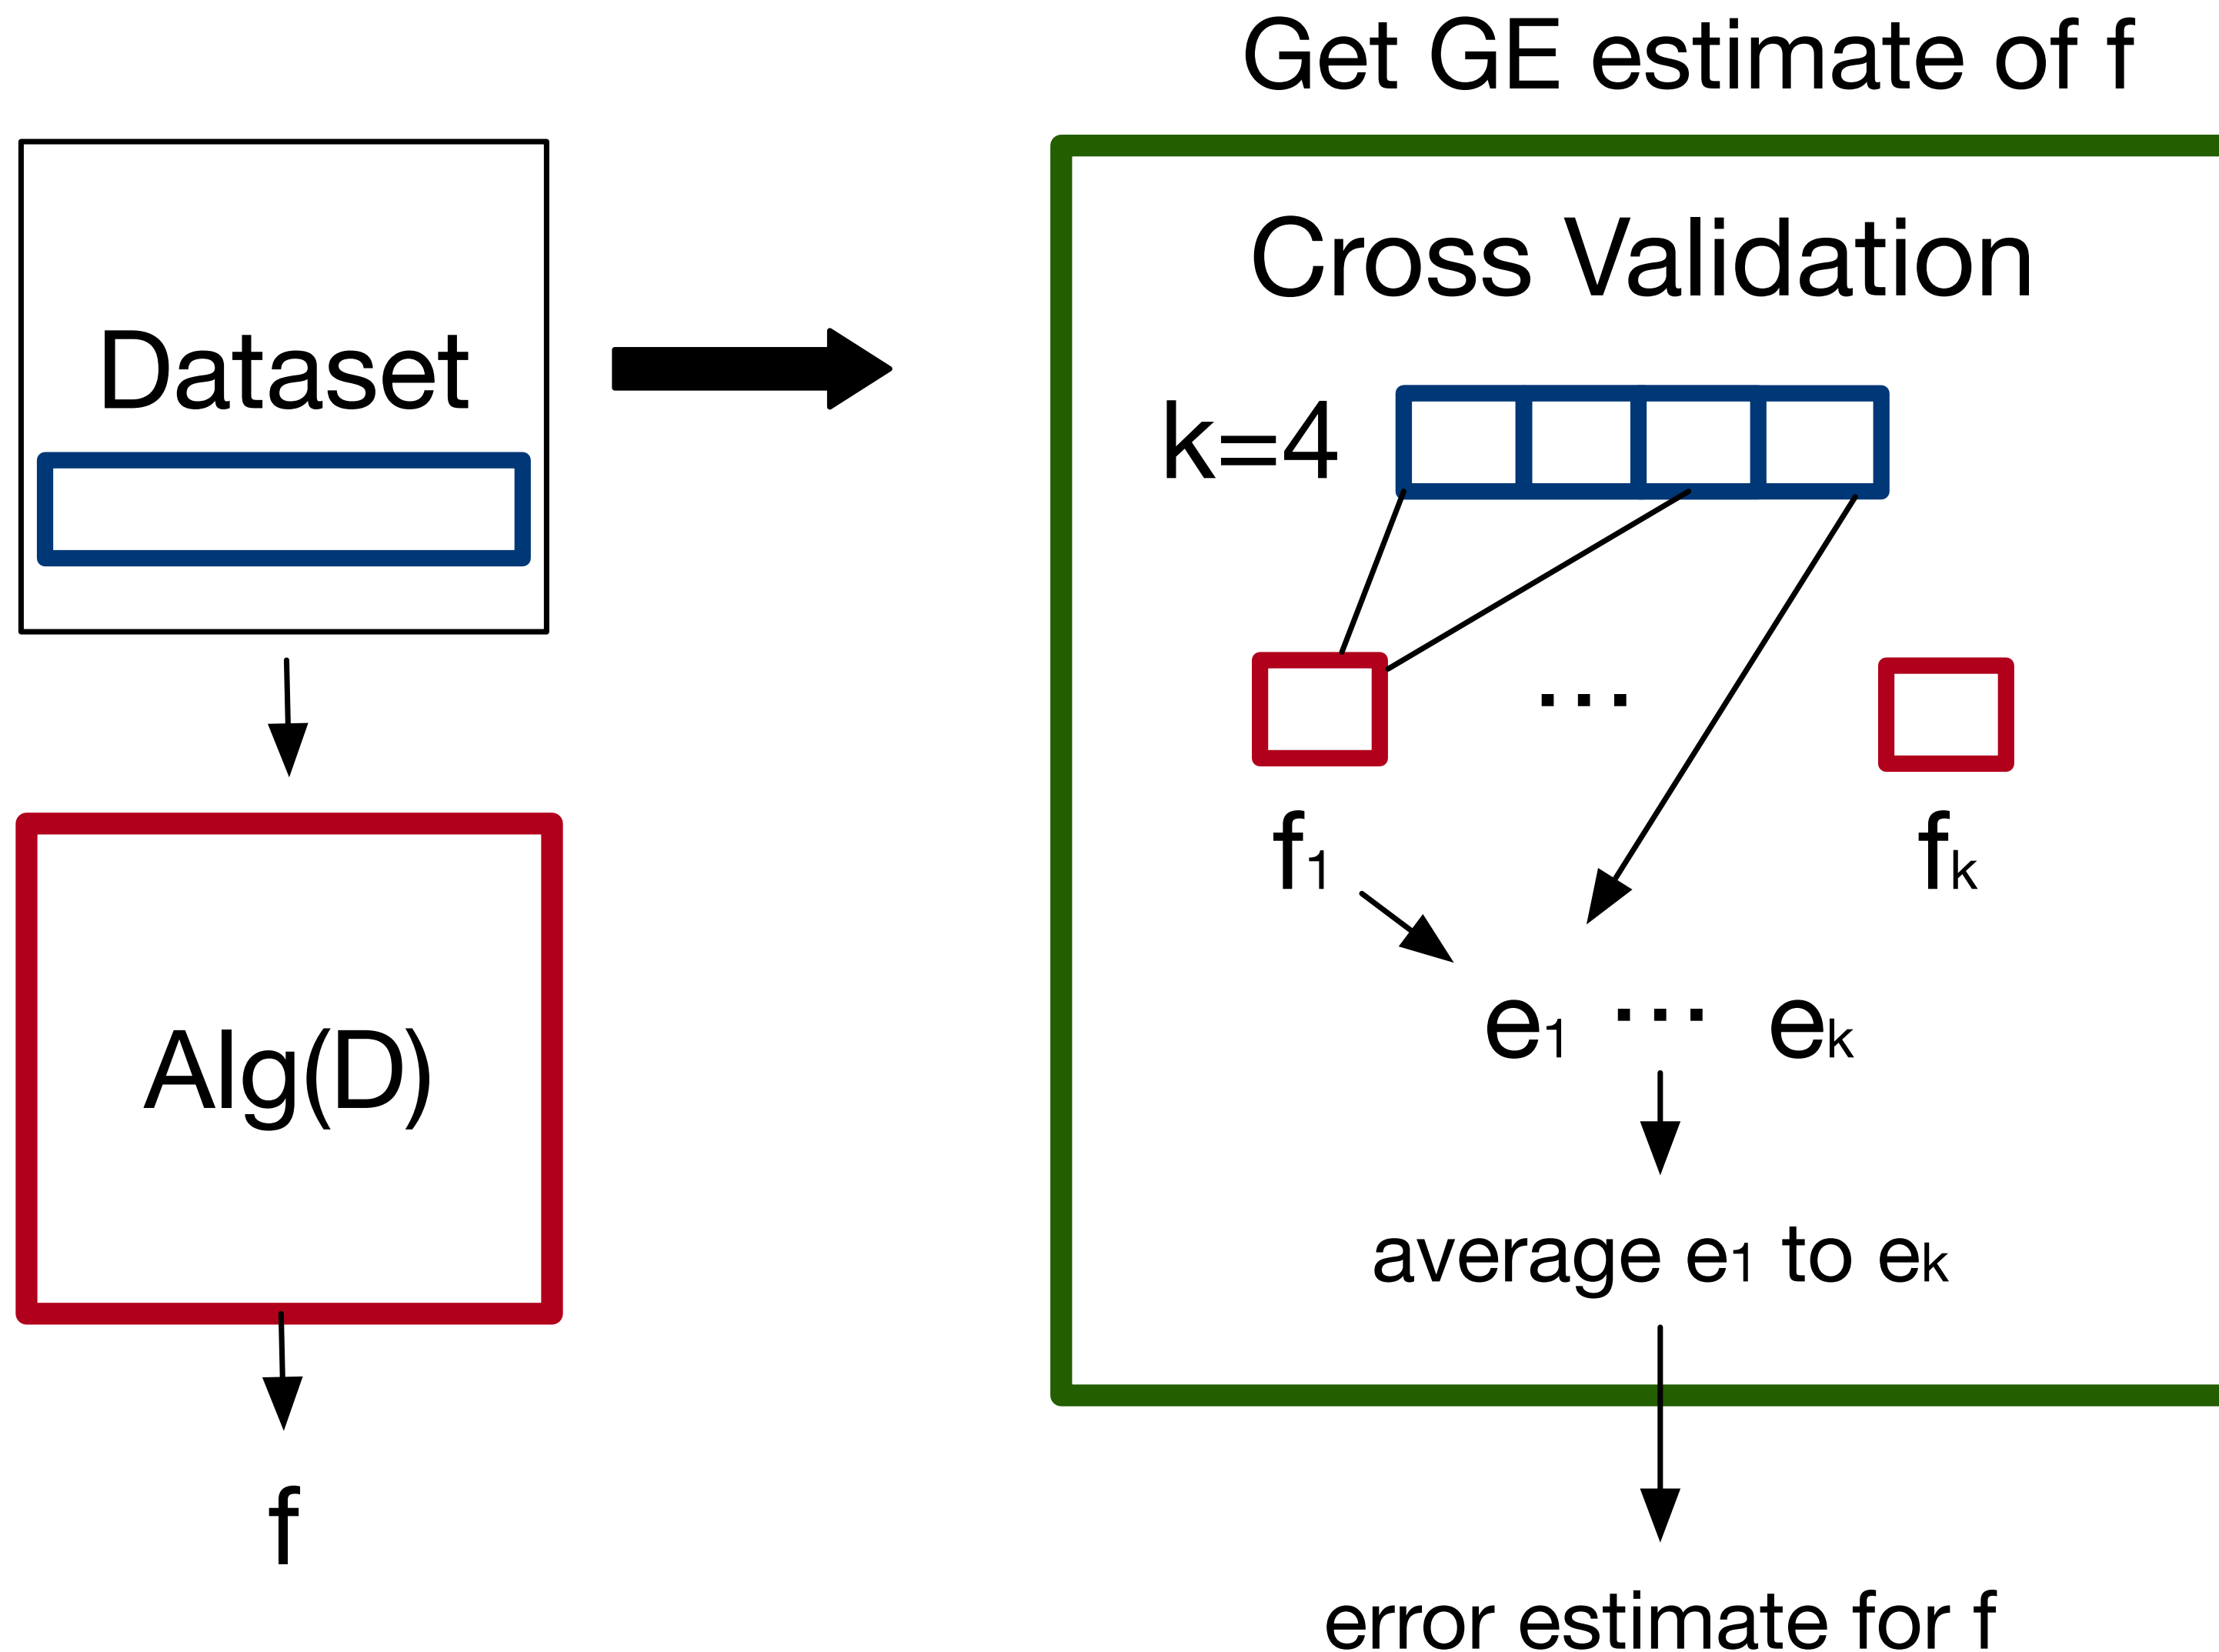 Get GE estimate of f
Dataset
Cross Validation
k=4
...
f1
fk
Alg(D)
e1 ... ek
average e1 to ek
f
error estimate for f